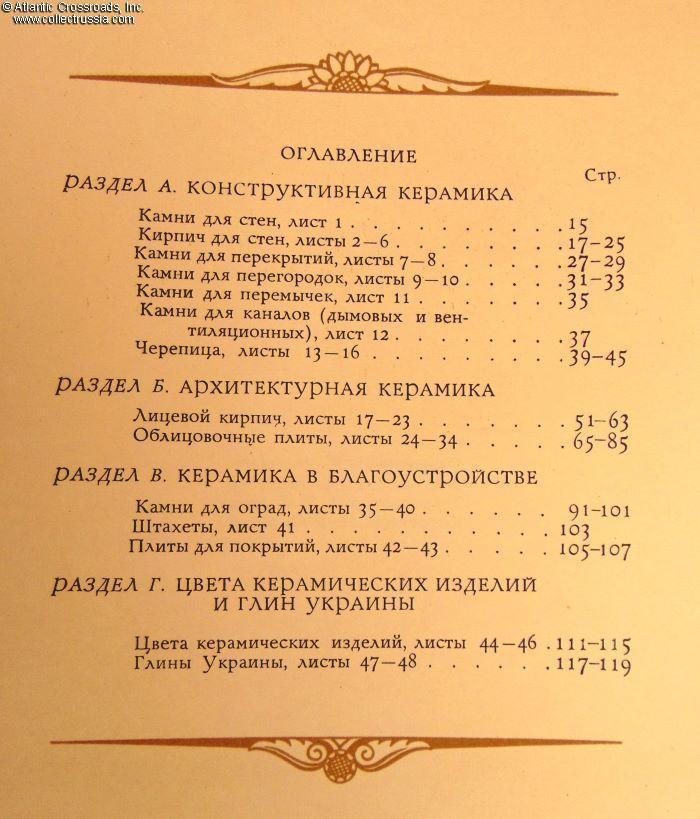 © Atlantic Crossroads, Inc.
www.collectrussia.com
ОГЛАВЛЕНИЕ
Стр.
РАЗДЕЛ А. КОНСТРУКТИВНАЯ КЕРАМИКА
Камни для стен, лист 1 . . . . . . . . . . 15
Кирпич для стен, листы 2—6 . . . . . . . . 17—25
Камни для перекрытий, листы 7—8 . . . . . . 27—29
Камни для перегородок, листы 9—10 . . . . . 31—33
Камни для перемычек, лист 11 . . . . . . . 35
Камни для каналов (дымовых и вен-
тиляционных), лист 12 . . . . . . . . 37
Черепица, листы 13—16 . . . . . . . . . 39—45
РАЗДЕЛ Б. АРХИТЕКТУРНАЯ КЕРАМИКА
Лицевой кирпич, листы 17—23 . . . . . . . 51—63
Облицовочные плиты, листы 24—34 . . . . . 65—85
РАЗДЕЛ В. КЕРАМИКА В БЛАГОУСТРОЙСТВЕ
Камни для оград, листы 35—40 . . . . . . 91—101
Штахеты, лист 41 . . . . . . . . . . . 103
Плиты для покрытий, листы 42—43 . . . . . 105—107
РАЗДЕЛ Г. ЦВЕТА КЕРАМИЧЕСКИХ ИЗДЕЛИЙ
И ГЛИН УКРАИНЫ
Цвета керамических изделий, листы 44—46 . 111—115
Глины Украины, листы 47—48 . . . . . . 117—119